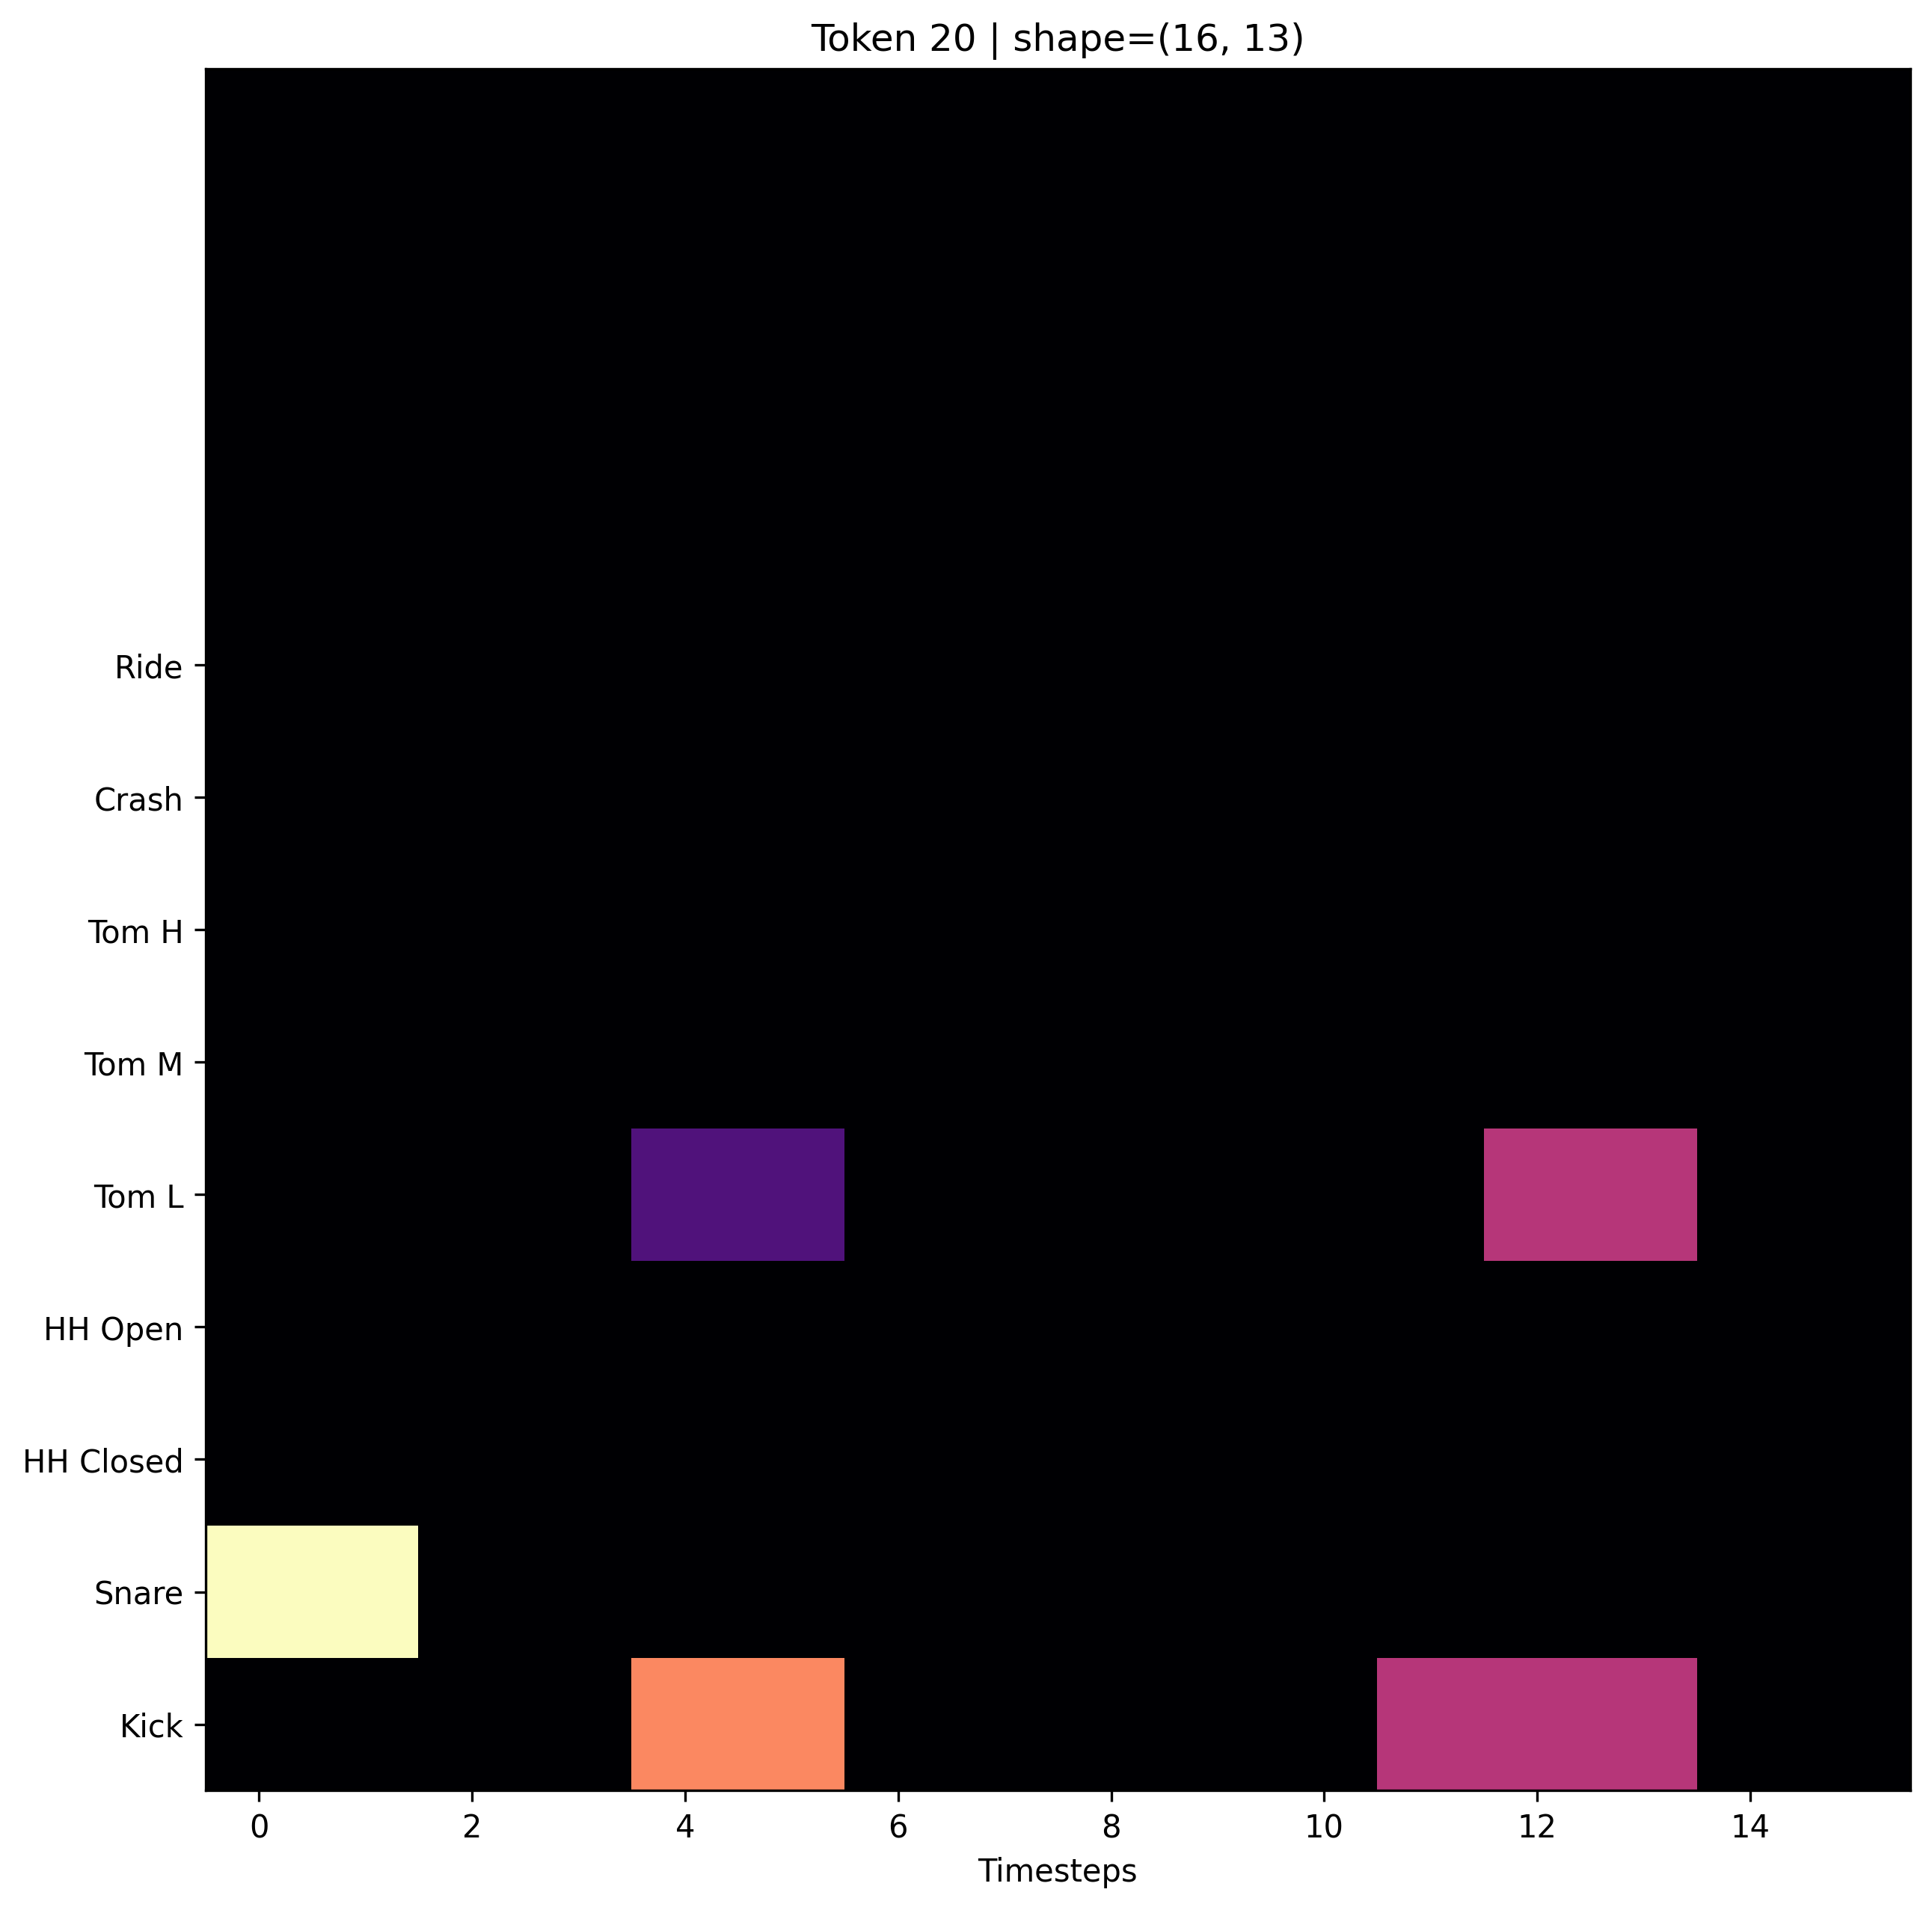 Token 20 | shape=(16, 13)
Ride
Crash
Tom H
Tom M
Tom L
HH Open
HH Closed
Snare
Kick
0 2 4 6 8 10 12 14
Timesteps